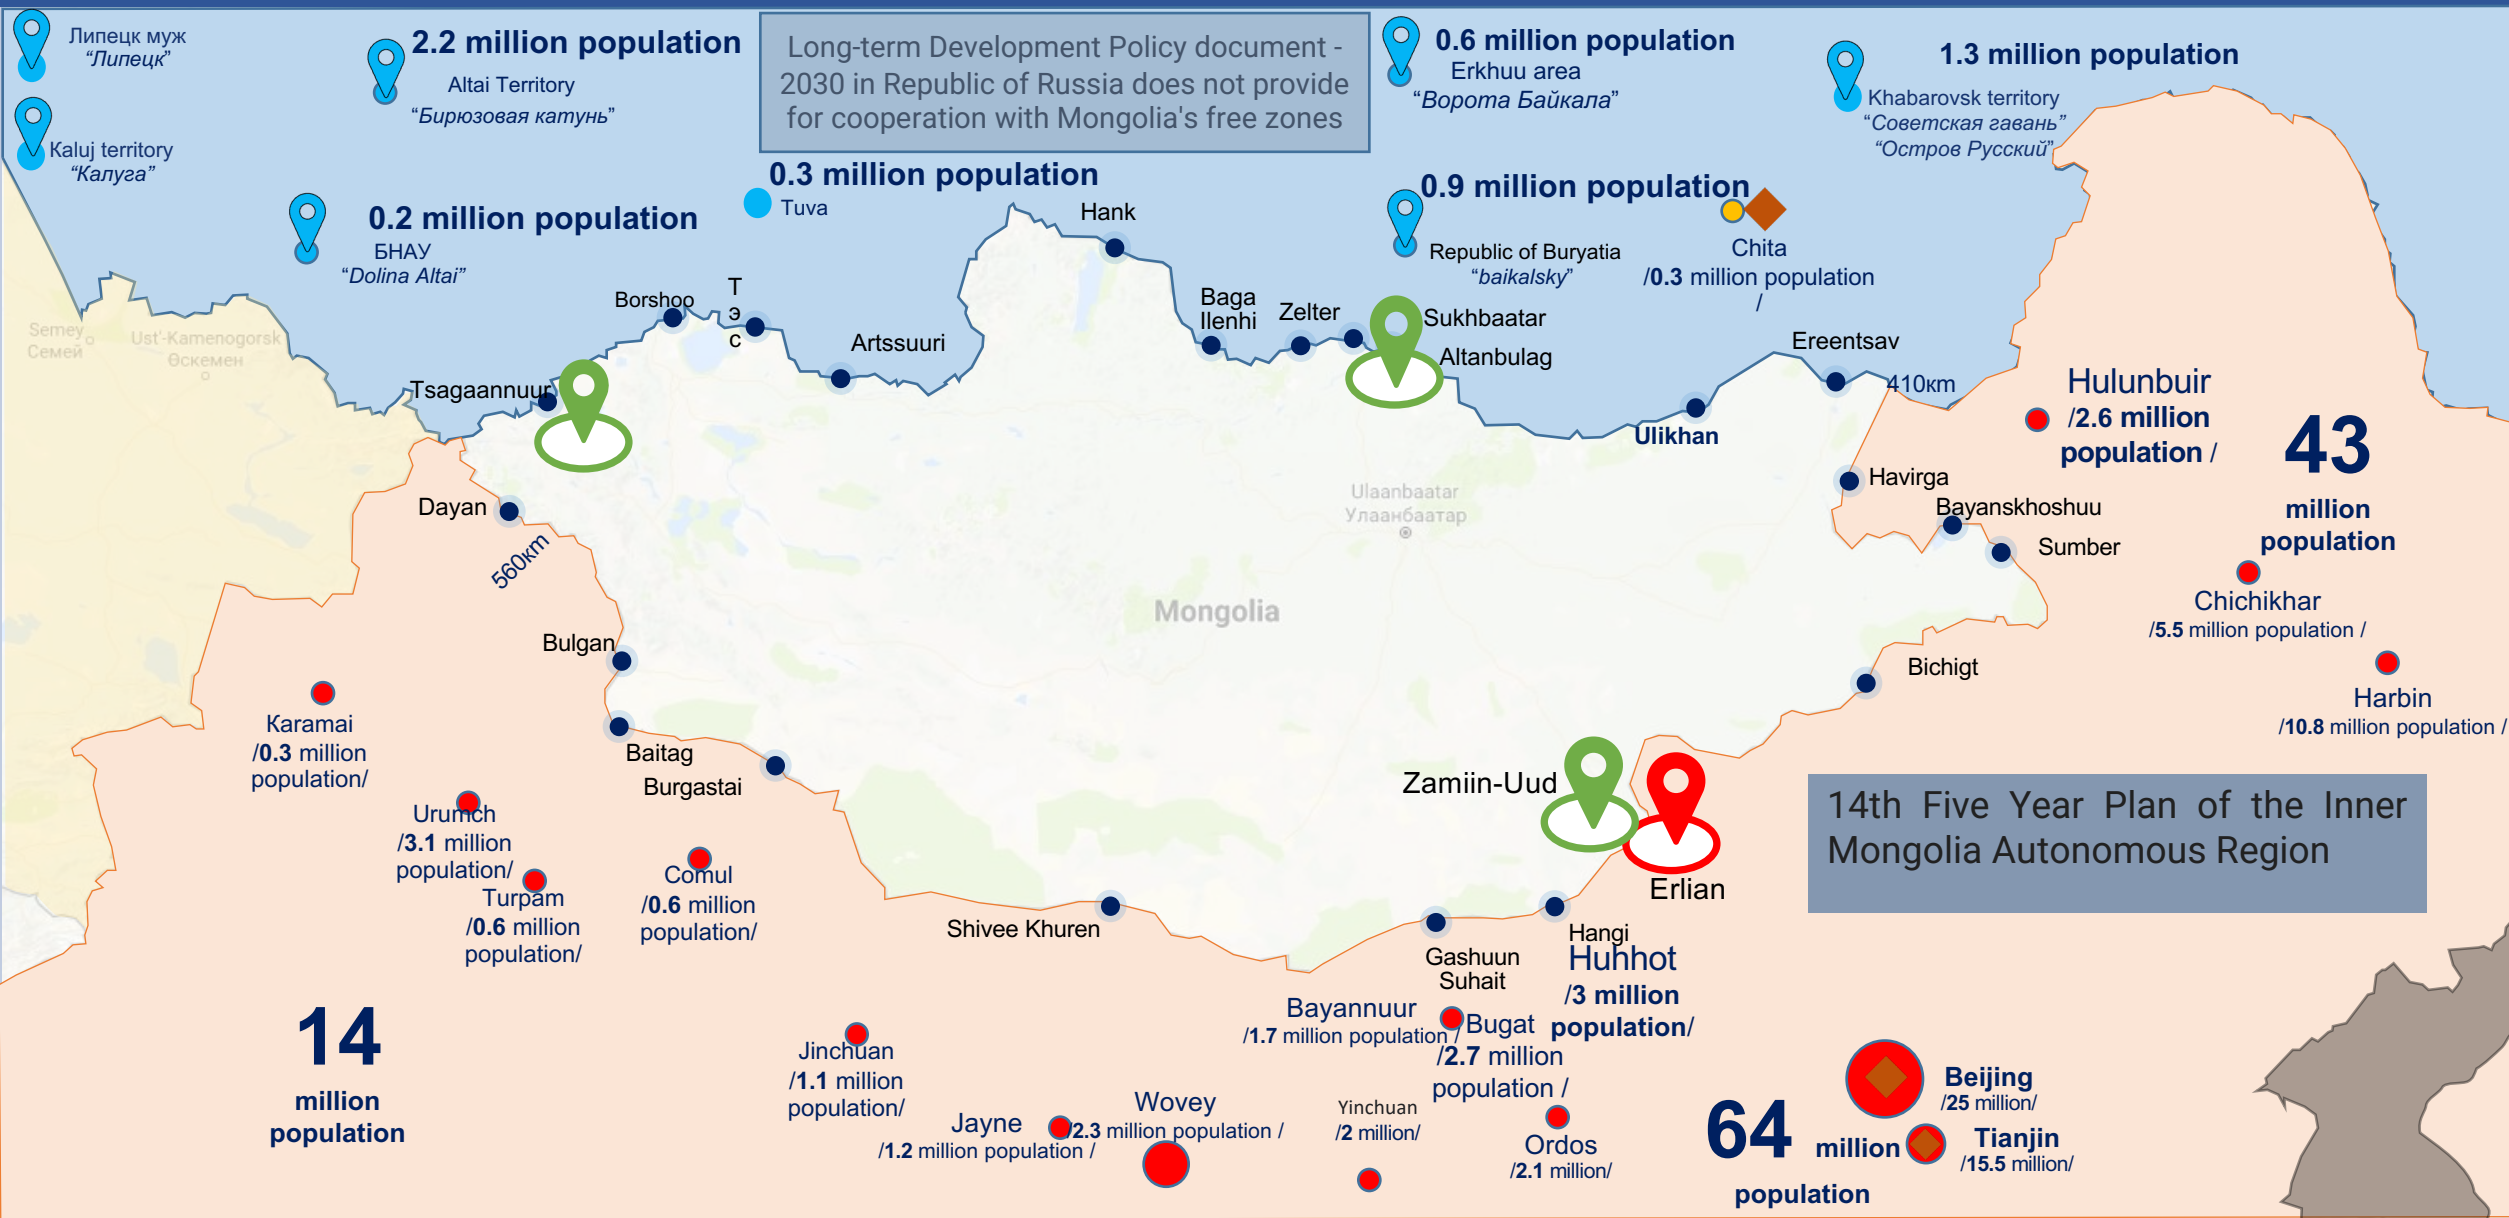 Липецк муж
“Липецк”
Kaluj territory
“Калуга”
2.2 million population
Altai Territory
“Бирюзовая катунь”
Long-term Development Policy document -
2030 in Republic of Russia does not provide
for cooperation with Mongolia's free zones
0.6 million population
Erkhuu area
“Ворота Байкала”
1.3 million population
Khabarovsk territory
“Советская гавань”
“Остров Русский”
0.2 million population
БНАУ
“Dolina Altai”
0.3 million population
Tuva
0.9 million population
Republic of Buryatia
“baikalsky”
Chita
/0.3 million population
/
Hank
Borshoo
Т
э
с
Artssuuri
Baga
Ilenhi
Zelter
Sukhbaatar
Altanbulag
Ereentsav
410км
Ulikhan
Semey
Семей
Ust'-Kamenogorsk
Өскемен
Tsagaannuur
Hulunbuir
/2.6 million
population /
43
million
population
Havirga
Bayanskhoshuu
Sumber
Dayan
560км
Ulaanbaatar
Улаанбаатар
Mongolia
Chichikhar
/5.5 million population /
Harbin
/10.8 million population /
Bulgan
Bichigt
Baitag
Burgastai
Karamai
/0.3 million
population/
Urumch
/3.1 million
population/
Turpam
/0.6 million
population/
Comul
/0.6 million
population/
Zamiin-Uud
Erlian
14th Five Year Plan of the Inner
Mongolia Autonomous Region
Shivee Khuren
Gashuun
Suhait
Hangi
Huhhot
/3 million
population/
14
million
population
Jinchuan
/1.1 million
population/
Jayne
/1.2 million population /
Wovey
/2.3 million population /
Bayannuur
/1.7 million population /
Bugat
/2.7 million
population /
Yinchuan
/2 million/
Ordos
/2.1 million/
64 million
population
Beijing
/25 million/
Tianjin
/15.5 million/